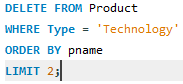 DELETE FROM Product
WHERE Type = 'Technology'
ORDER BY pname
LIMIT 2;